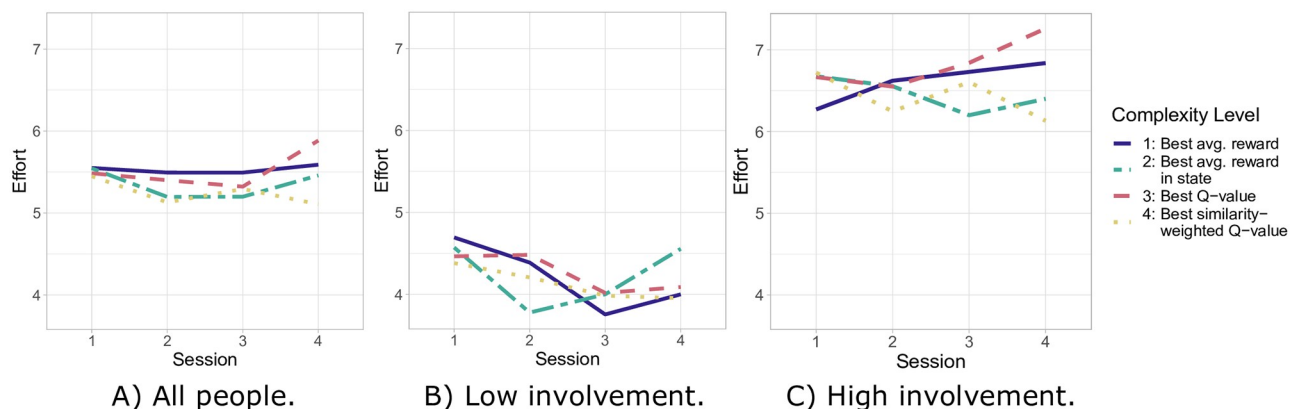 7
6
5
4
Effort
1 2 3 4
Session
A) All people.
7
6
5
4
Effort
1 2 3 4
Session
B) Low involvement.
7
6
5
4
Effort
1 2 3 4
Session
C) High involvement.
Complexity Level
1: Best avg. reward
2: Best avg. reward
in state
3: Best Q−value
4: Best similarity−
weighted Q−value